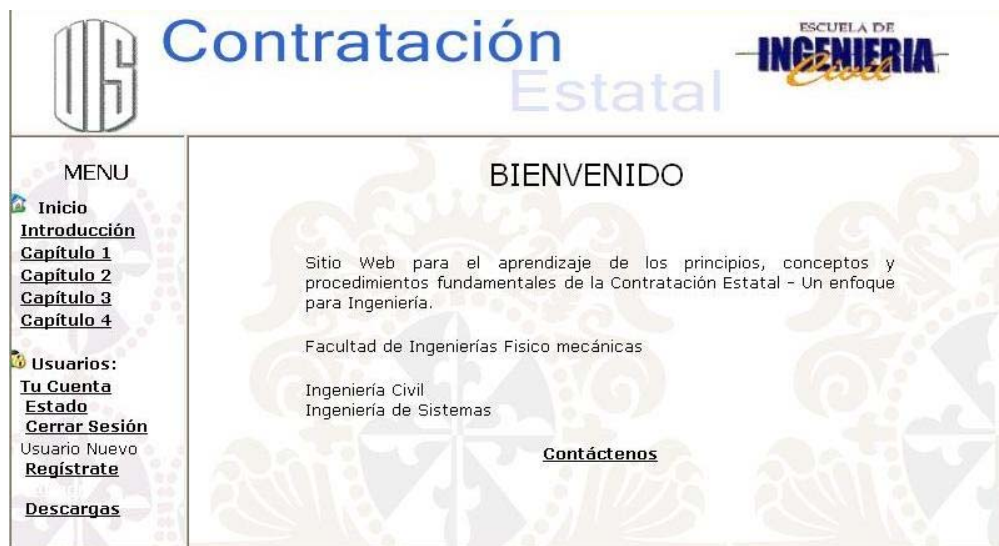 UIS
Contratación
Estatal
ESCUELA DE
INGENIERIA
Civil
MENU
Inicio
Introducción
Capítulo 1
Capítulo 2
Capítulo 3
Capítulo 4
Usuarios:
Tu Cuenta
Estado
Cerrar Sesión
Usuario Nuevo
Regístrate
Descargas
BIENVENIDO
Sitio Web para el aprendizaje de los principios, conceptos y
procedimientos fundamentales de la Contratación Estatal - Un enfoque
para Ingeniería.
Facultad de Ingenierías Fisico mecánicas
Ingeniería Civil
Ingeniería de Sistemas
Contáctenos